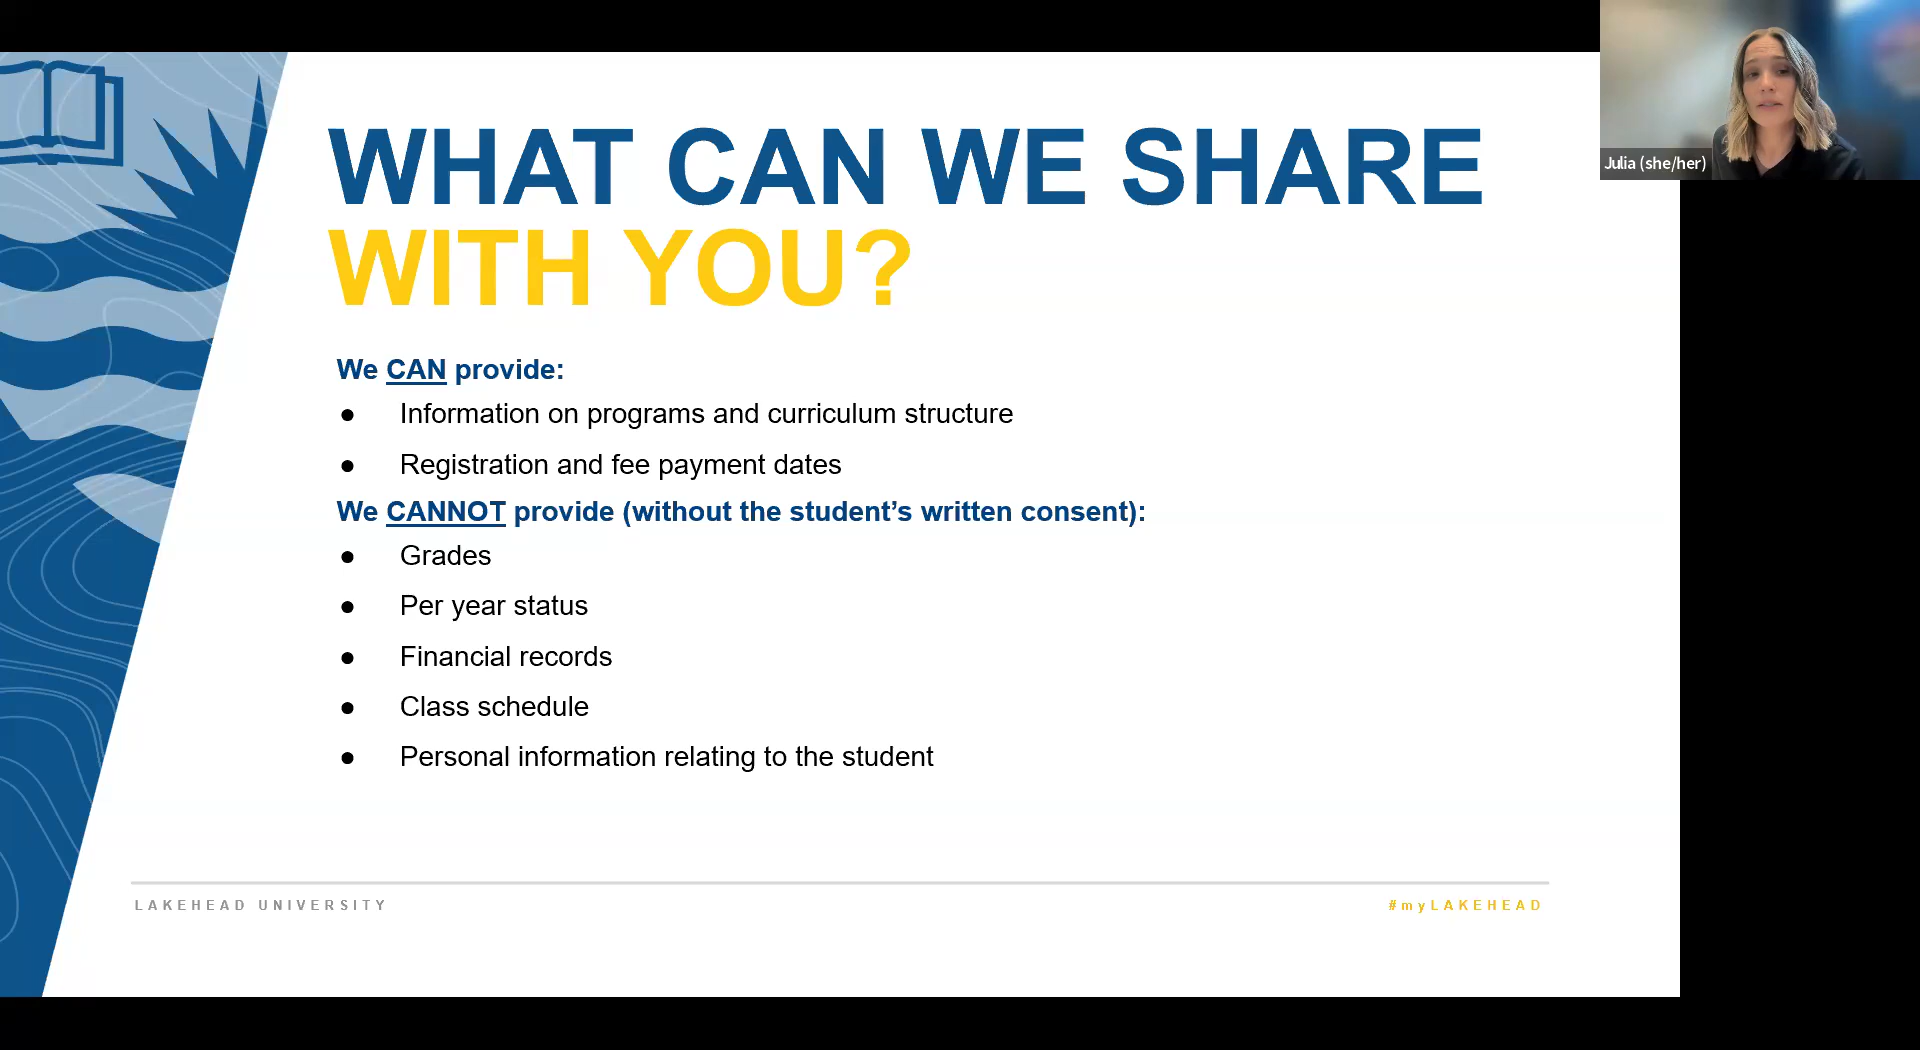 WHAT CAN WE SHARE
WITH YOU?
We CAN provide:
● Information on programs and curriculum structure
● Registration and fee payment dates
We CANNOT provide (without the student’s written consent):
● Grades
● Per year status
● Financial records
● Class schedule
● Personal information relating to the student
LAKEHEAD UNIVERSITY
#myLAKEHEAD
Julia (she/her)